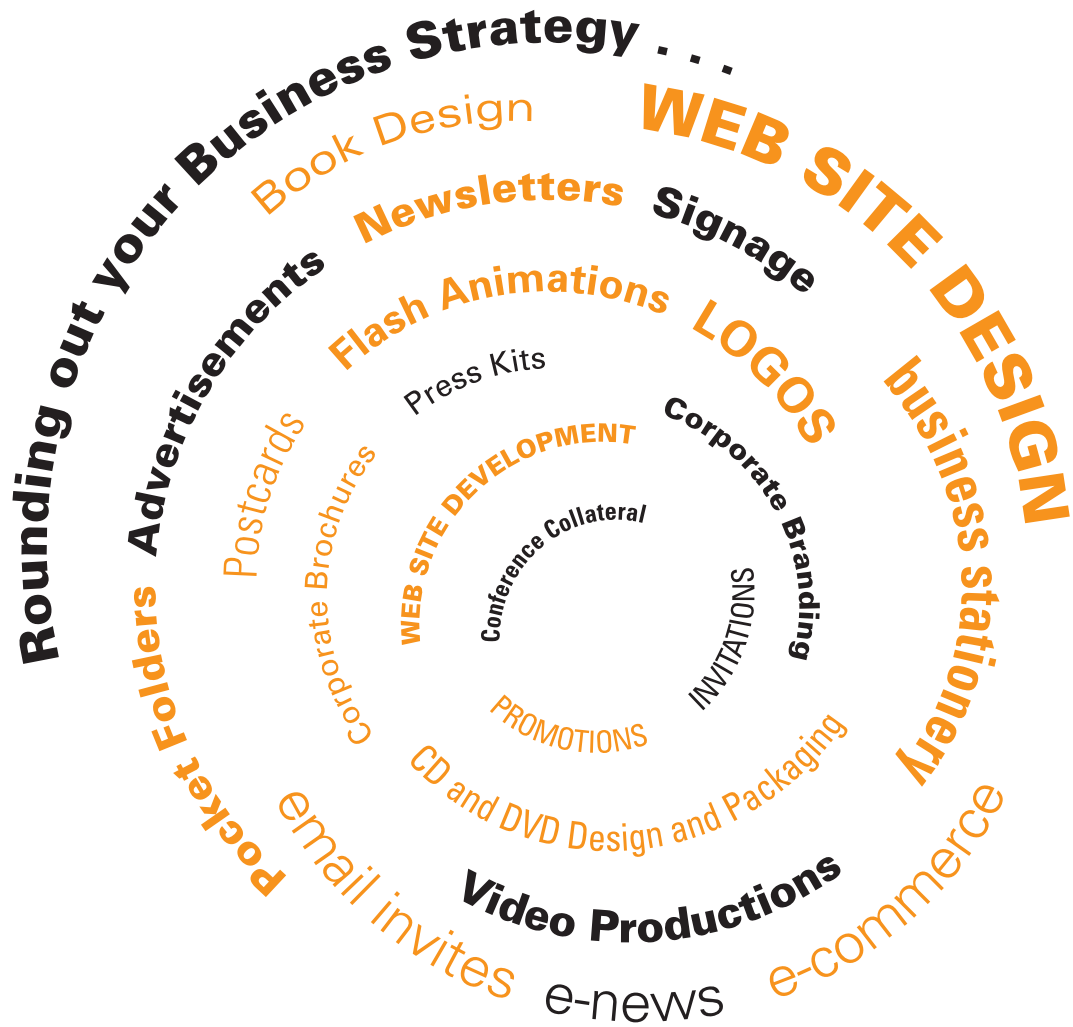 Rounding out your Business Strategy . . .
Book Design
WEB SITE DESIGN
Newsletters
Signage
Advertisements
Flash Animations
LOGOS
business stationery
Press Kits
Postcards
Corporate Brochures
WEB SITE DEVELOPMENT
Corporate Branding
Conference Collateral
INVITATIONS
PROMOTIONS
Pocket Folders
CD and DVD Design and Packaging
email invites
Video Productions
e-commerce
e-news